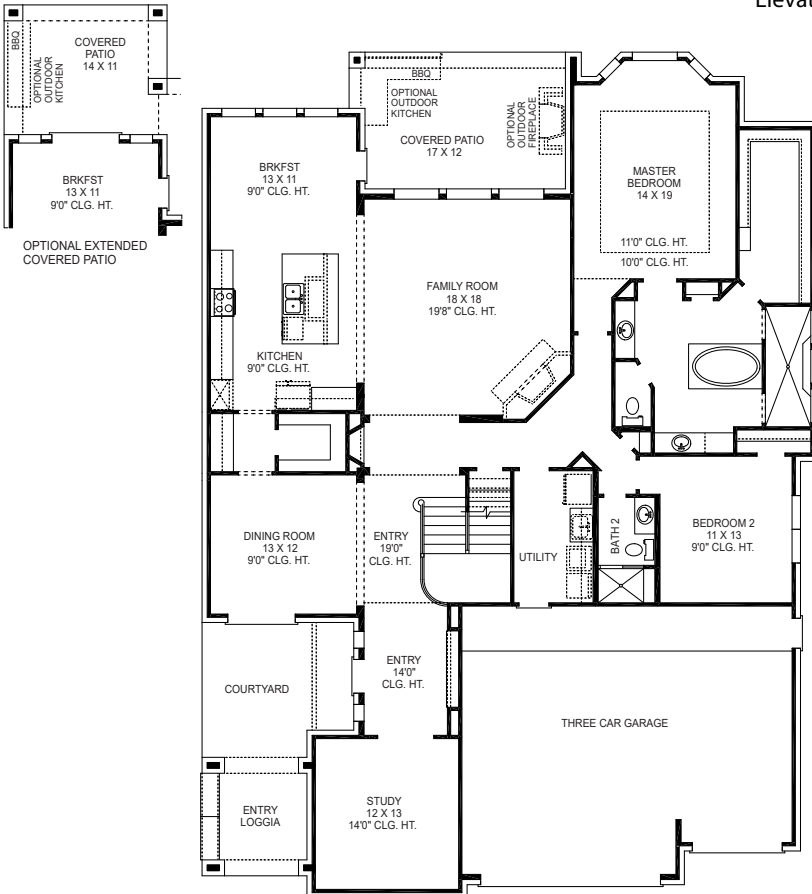 Elevat
BBQ
COVERED
PATIO
14 X 11
OPTIONAL
OUTDOOR
KITCHEN
BRKFST
13 X 11
9'0" CLG. HT.
OPTIONAL EXTENDED
COVERED PATIO
BBQ
OPTIONAL
OUTDOOR
KITCHEN
COVERED PATIO
17 X 12
OPTIONAL
OUTDOOR
FIREPLACE
BRKFST
13 X 11
9'0" CLG. HT.
MASTER
BEDROOM
14 X 19
11'0" CLG. HT.
10'0" CLG. HT.
FAMILY ROOM
18 X 18
19'8" CLG. HT.
KITCHEN
9'0" CLG. HT.
DINING ROOM
13 X 12
9'0" CLG. HT.
ENTRY
19'0"
CLG. HT.
UTILITY
BATH 2
BEDROOM 2
11 X 13
9'0" CLG. HT.
COURTYARD
ENTRY
14'0"
CLG. HT.
THREE CAR GARAGE
ENTRY
LOGGIA
STUDY
12 X 13
14'0" CLG. HT.